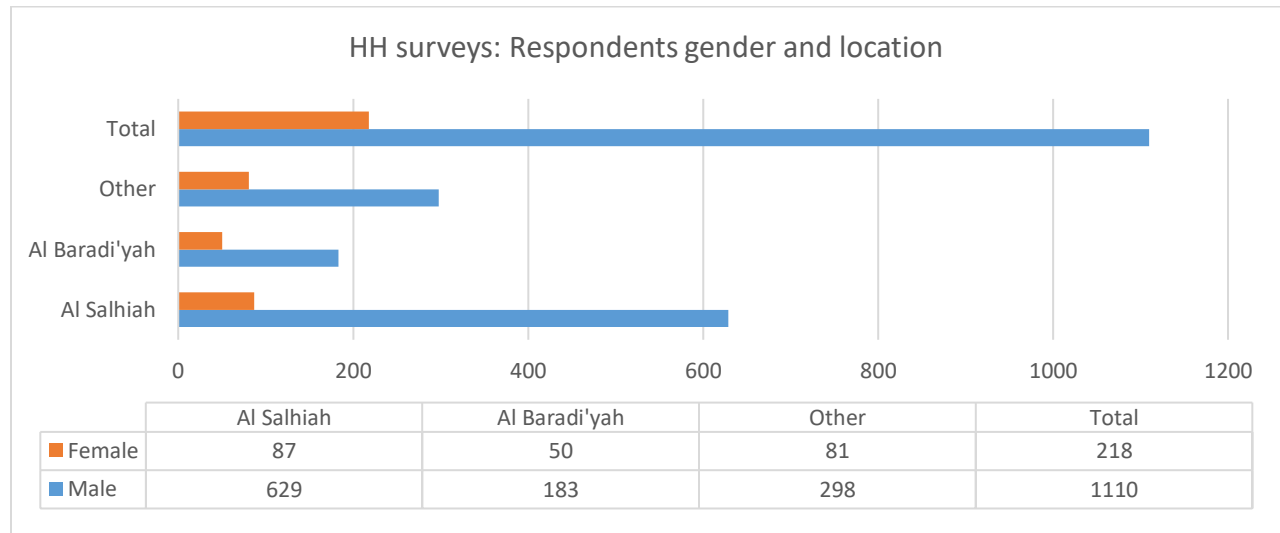 HH surveys: Respondents gender and location
Total
Other
Al Baradi'yah
Al Salhiah
0 200 400 600 800 1000 1200
Al Salhiah Al Baradi'yah Other Total
Female 87 50 81 218
Male 629 183 298 1110